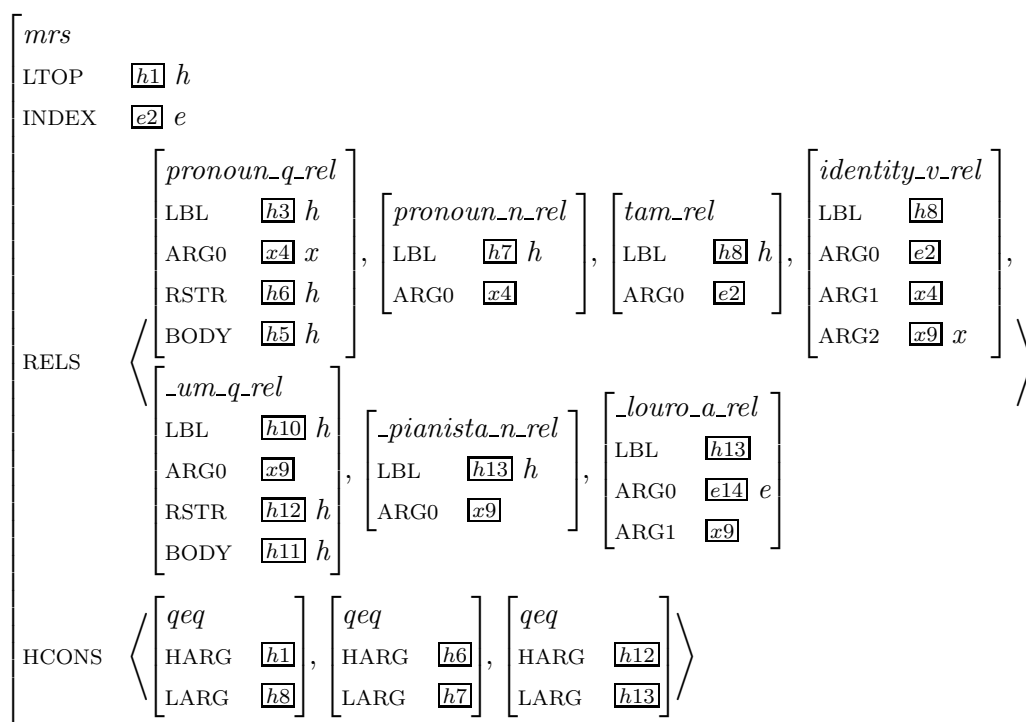 mrs
LTOP h1 h
INDEX e2 e
RELS
pronoun_q_rel
LBL h3 h
ARG0 x4 x
RSTR h6 h
BODY h5 h
,
pronoun_n_rel
LBL h7 h
ARG0 x4
,
tam_rel
LBL h8 h
ARG0 e2
,
identity_v_rel
LBL h8
ARG0 e2
ARG1 x4
ARG2 x9 x
,
_um_q_rel
LBL h10 h
ARG0 x9
RSTR h12 h
BODY h11 h
,
_pianista_n_rel
LBL h13 h
ARG0 x9
,
_louro_a_rel
LBL h13
ARG0 e14 e
ARG1 x9
HCONS
qeq
HARG h1
LARG h8
,
qeq
HARG h6
LARG h7
,
qeq
HARG h12
LARG h13